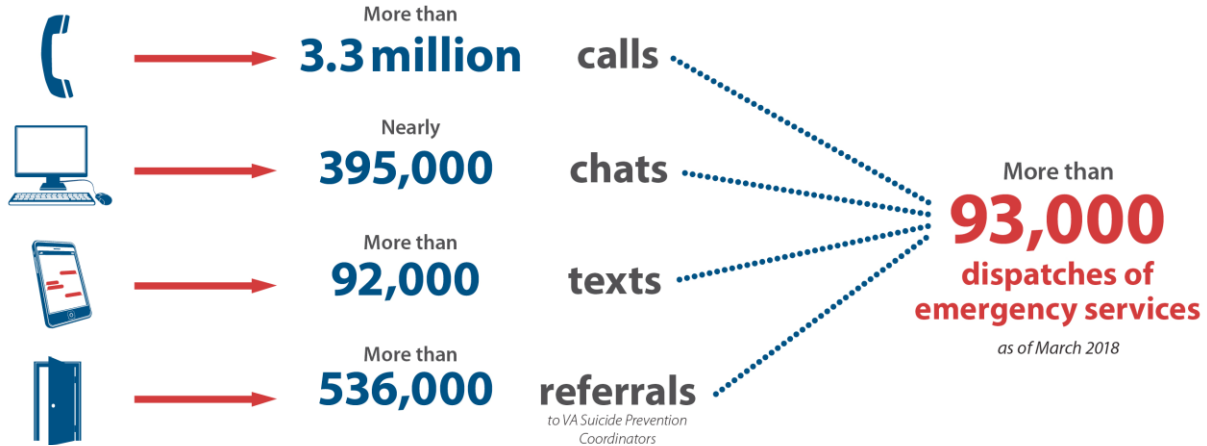 More than
3.3 million calls
Nearly
395,000 chats
More than
92,000 texts
More than
536,000 referrals
to VA Suicide Prevention
Coordinators
More than
93,000
dispatches of
emergency services
as of March 2018